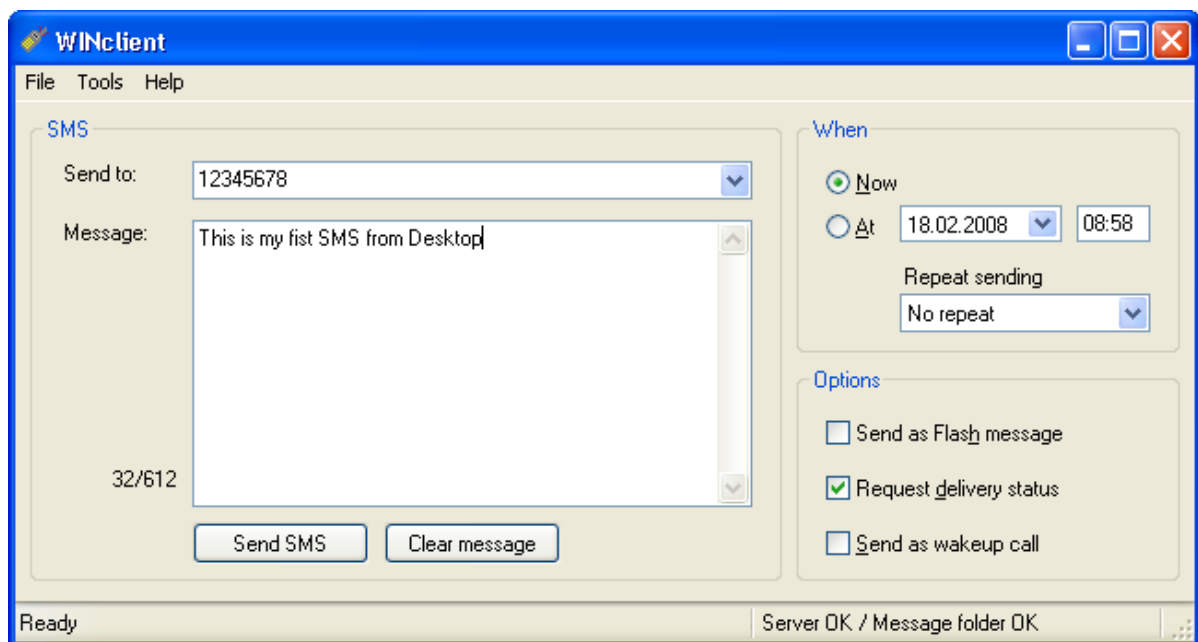 WINclient
File Tools Help
SMS
Send to:
12345678
Message:
This is my fist SMS from Desktop
32/612
Send SMS
Clear message
When
Now
At
18.02.2008
08:58
Repeat sending
No repeat
Options
Send as Flash message
Request delivery status
Send as wakeup call
Ready
Server OK / Message folder OK